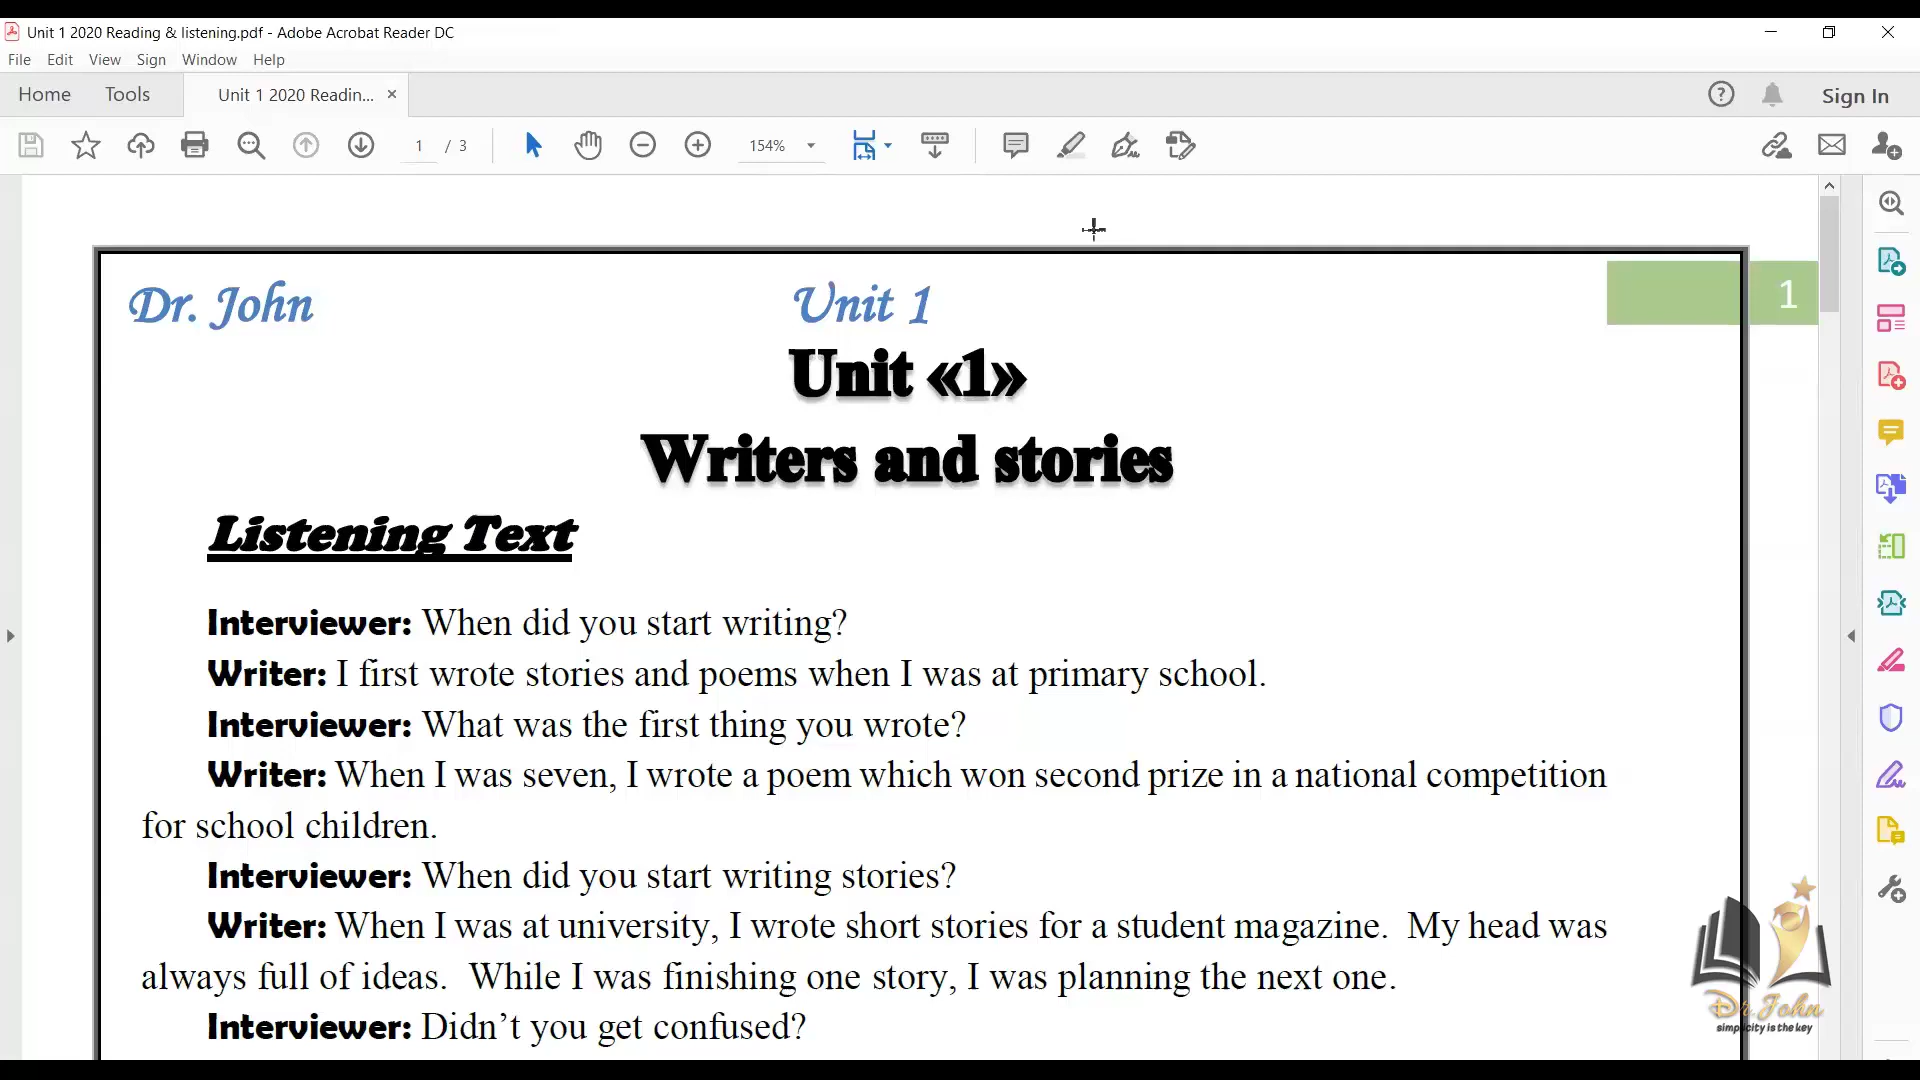 Unit 1 2020 Reading & listening.pdf - Adobe Acrobat Reader DC
File Edit View Sign Window Help
Home Tools Unit 1 2020 Readin... × Sign In
1 / 3 154%
Dr. John Unit 1 1
Unit «1»
Writers and stories
Listening Text
Interviewer: When did you start writing?
Writer: I first wrote stories and poems when I was at primary school.
Interviewer: What was the first thing you wrote?
Writer: When I was seven, I wrote a poem which won second prize in a national competition
for school children.
Interviewer: When did you start writing stories?
Writer: When I was at university, I wrote short stories for a student magazine. My head was
always full of ideas. While I was finishing one story, I was planning the next one.
Interviewer: Didn’t you get confused?
Dr.John
simplicity is the key